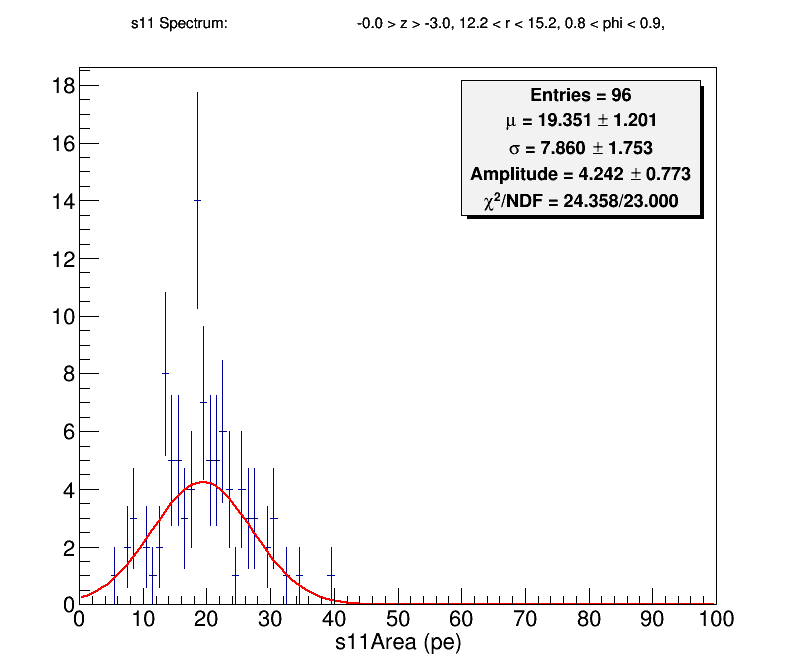 s11 Spectrum: -0.0 > z > -3.0, 12.2 < r < 15.2, 0.8 < phi < 0.9,
Entries = 96
μ = 19.351 ± 1.201
σ = 7.860 ± 1.753
Amplitude = 4.242 ± 0.773
χ²/NDF = 24.358/23.000
18
16
14
12
10
8
6
4
2
0
0 10 20 30 40 50 60 70 80 90 100
s11Area (pe)